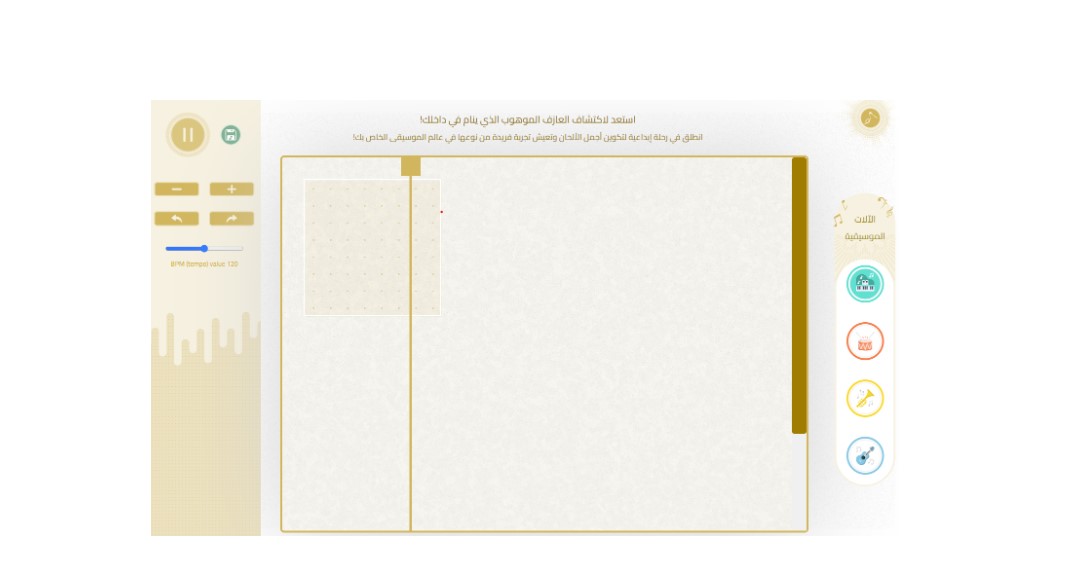 استعد لاكتشاف العازف الموهوب الذي ينام في داخلك!
انطلق في رحلة إبداعية لتكوين أجمل الألحان وتعيش تجربة فريدة من نوعها في عالم الموسيقى الخاص بك!
BPM (tempo) value 120
الآلات
الموسيقية